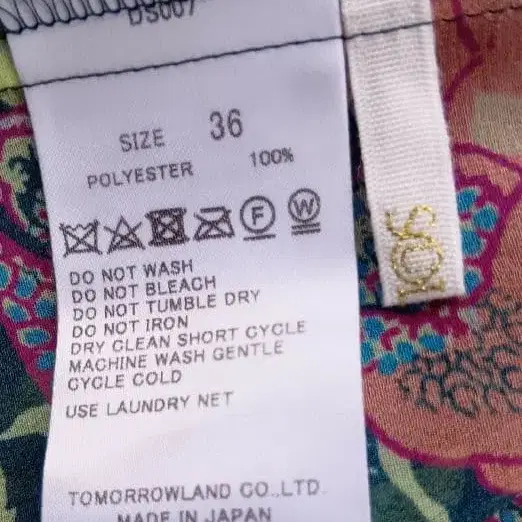 DS007
SIZE 36
POLYESTER 100%
F W
DO NOT WASH
DO NOT BLEACH
DO NOT TUMBLE DRY
DO NOT IRON
DRY CLEAN SHORT CYCLE
MACHINE WASH GENTLE
CYCLE COLD
USE LAUNDRY NET
TOMORROWLAND CO.,LTD.
MADE IN JAPAN